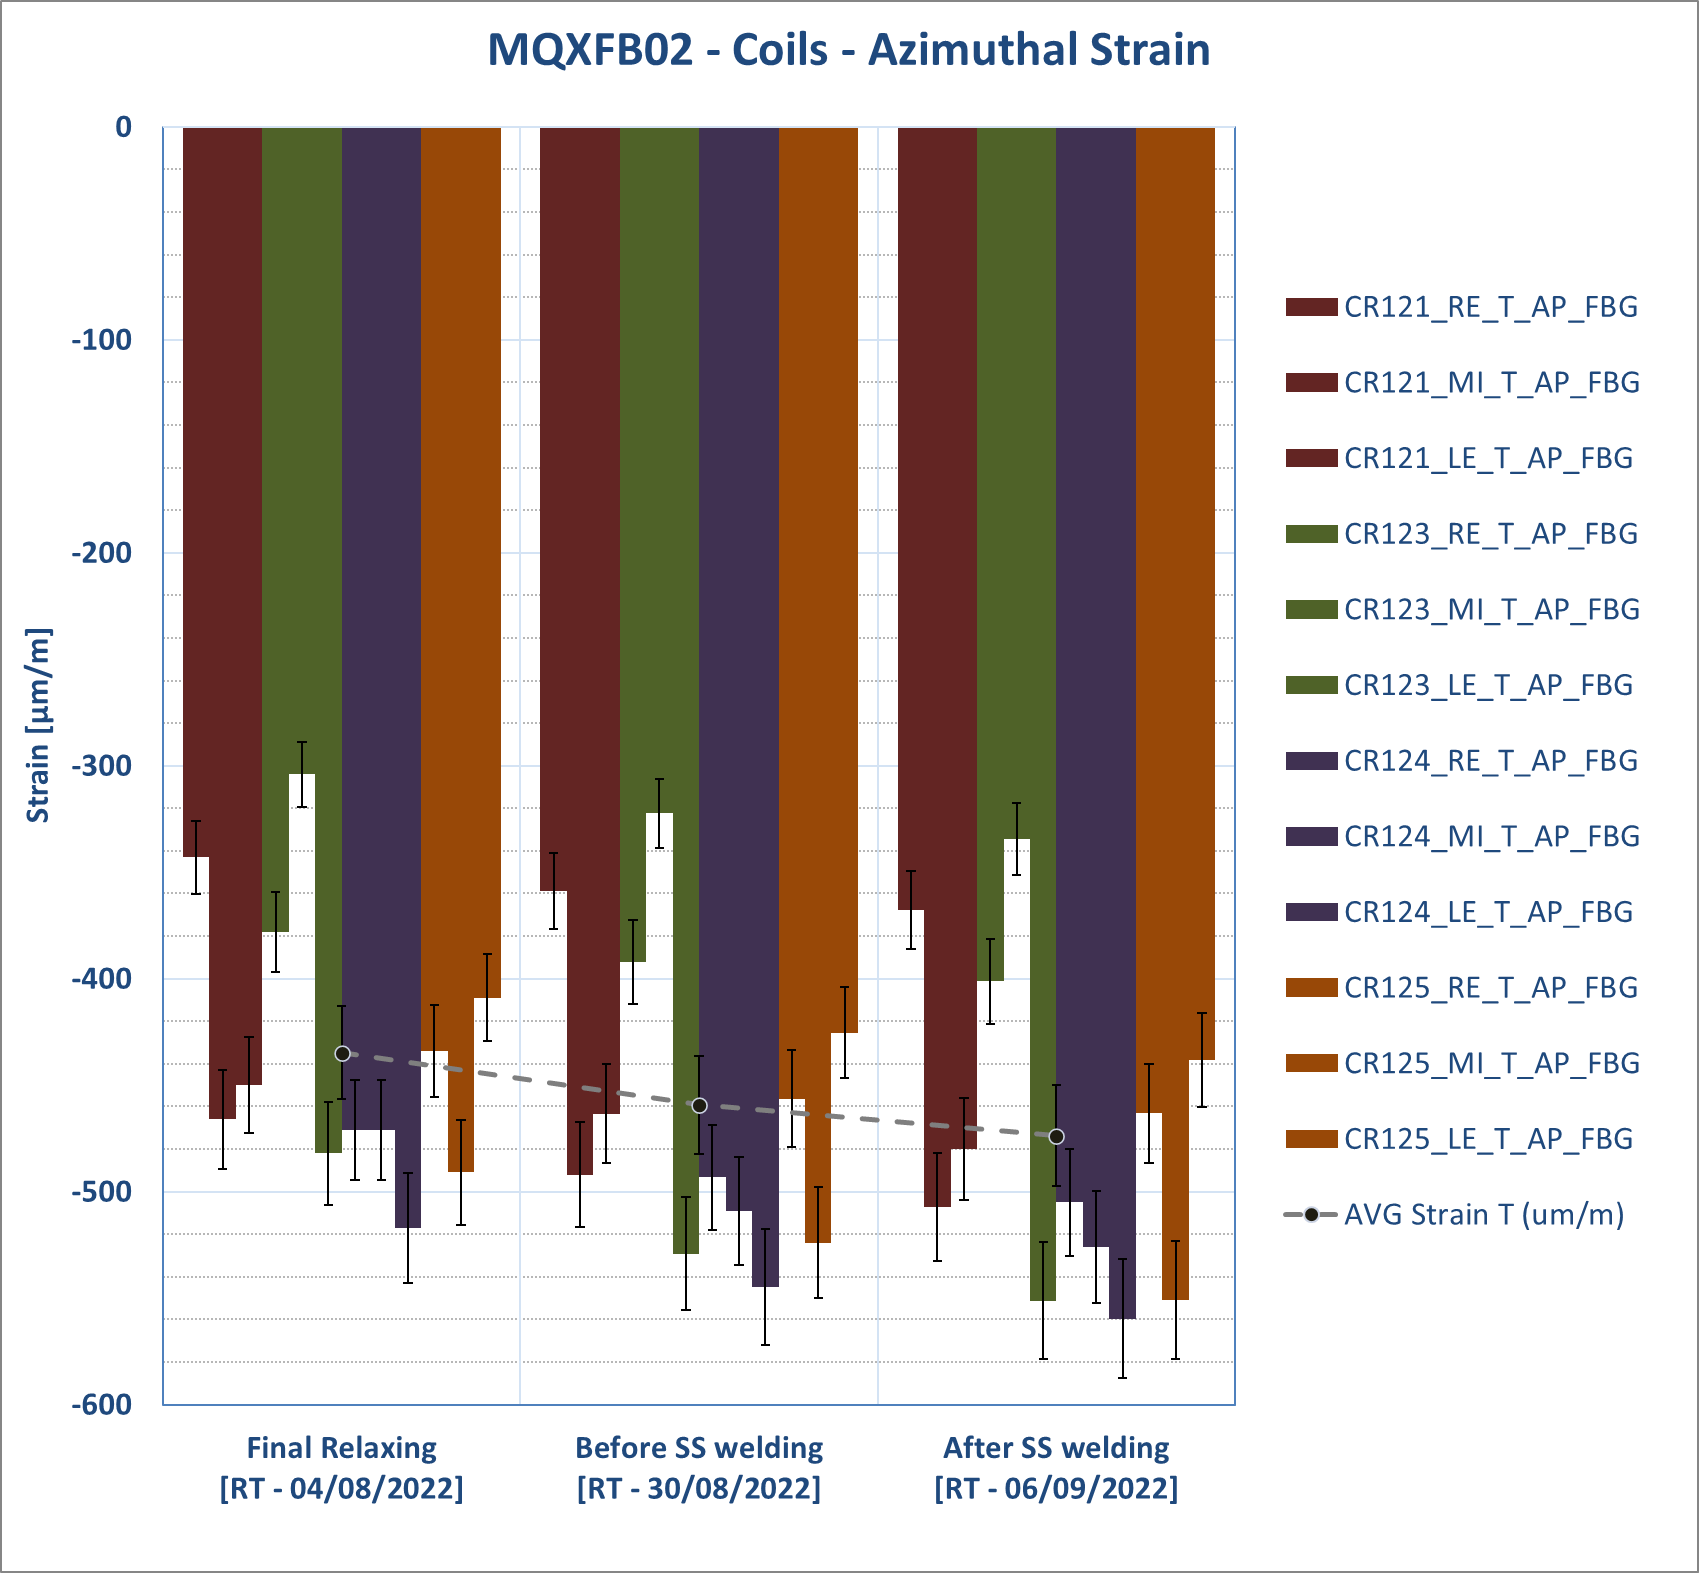 MQXFB02 - Coils - Azimuthal Strain
Strain [µm/m]
0
-100
-200
-300
-400
-500
-600
Final Relaxing
[RT - 04/08/2022]
Before SS welding
[RT - 30/08/2022]
After SS welding
[RT - 06/09/2022]
CR121_RE_T_AP_FBG
CR121_MI_T_AP_FBG
CR121_LE_T_AP_FBG
CR123_RE_T_AP_FBG
CR123_MI_T_AP_FBG
CR123_LE_T_AP_FBG
CR124_RE_T_AP_FBG
CR124_MI_T_AP_FBG
CR124_LE_T_AP_FBG
CR125_RE_T_AP_FBG
CR125_MI_T_AP_FBG
CR125_LE_T_AP_FBG
AVG Strain T (um/m)